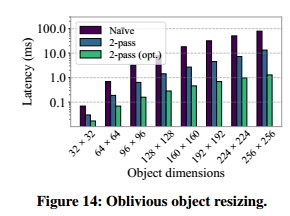 Latency (ms)
100.0
10.0
1.0
0.1
Naïve
2-pass
2-pass (opt.)
32 × 32
64 × 64
96 × 96
128 × 128
160 × 160
192 × 192
224 × 224
256 × 256
Object dimensions
Figure 14: Oblivious object resizing.